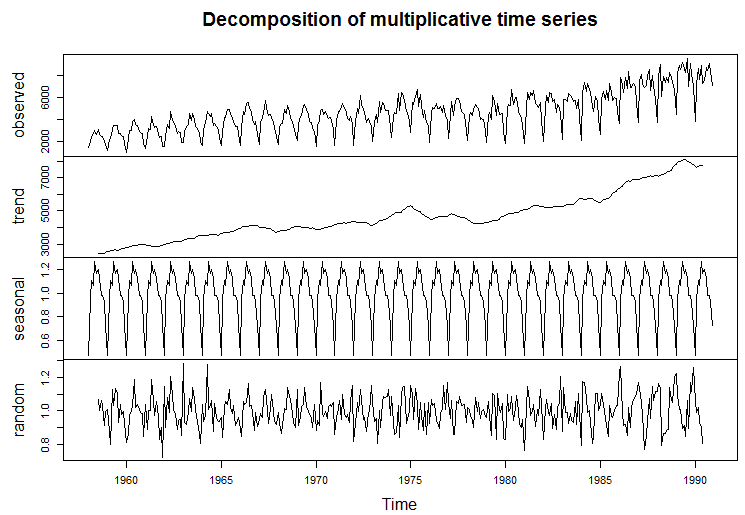 Decomposition of multiplicative time series
observed
2000
6000
trend
3000
5000
7000
seasonal
0.6
0.8
1.0
1.2
random
0.8
1.0
1.2
1960 1965 1970 1975 1980 1985 1990
Time